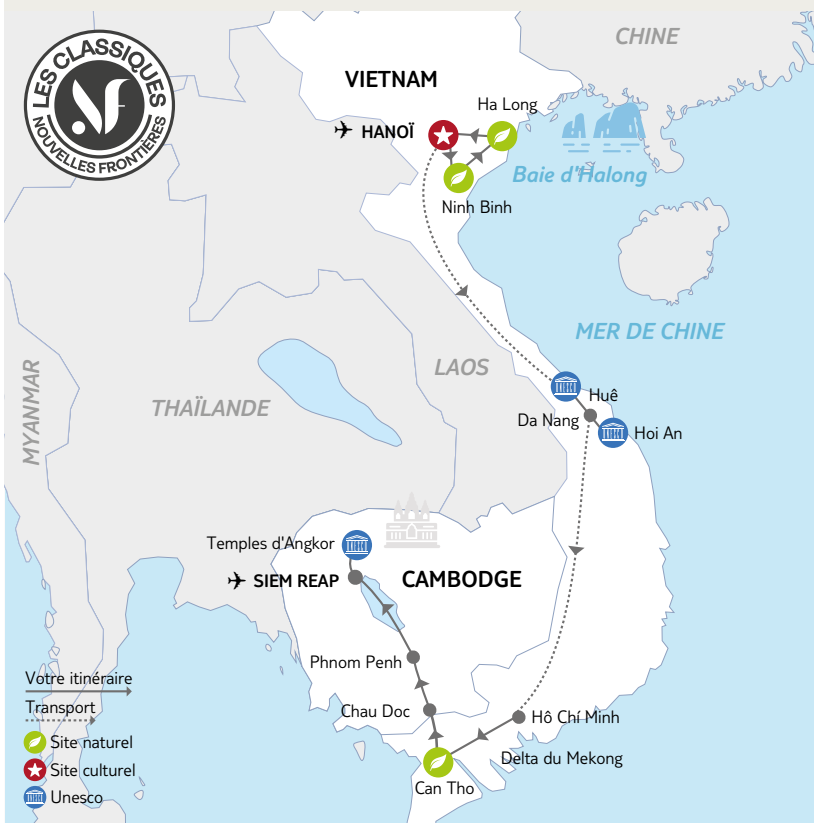 LES CLASSIQUES
NOUVELLES FRONTIÈRES
NF
CHINE
VIETNAM
Ha Long
HANOÏ
Baie d'Halong
Ninh Binh
MER DE CHINE
LAOS
MYANMAR
THAÏLANDE
Huê
Da Nang
Hoi An
Temples d'Angkor
SIEM REAP
CAMBODGE
Phnom Penh
Chau Doc
Hô Chí Minh
Delta du Mekong
Can Tho
Votre itinéraire
Transport
Site naturel
Site culturel
Unesco